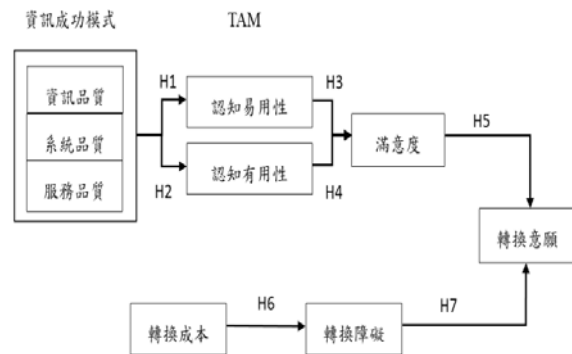 資訊成功模式
TAM
資訊品質
系統品質
服務品質
H1
H2
認知易用性
認知有用性
H3
H4
滿意度
H5
轉換意願
轉換成本
H6
轉換障礙
H7